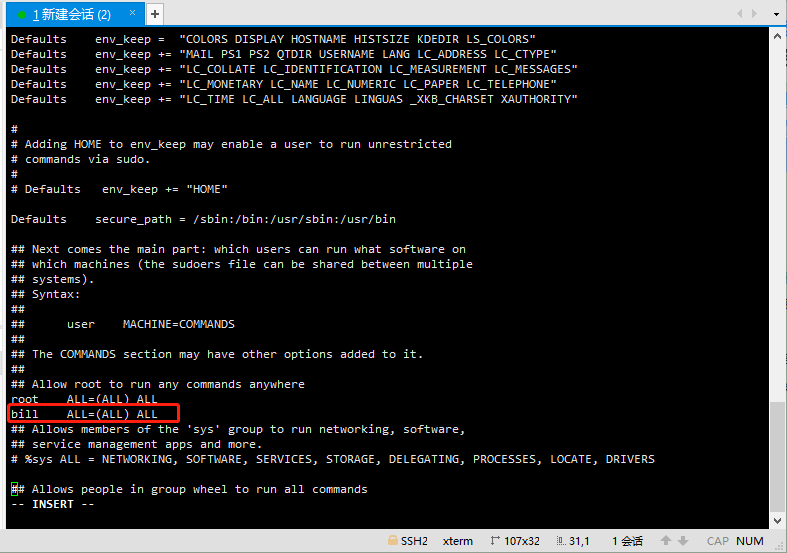 1 新建会话 (2) × +
Defaults    env_keep =  "COLORS DISPLAY HOSTNAME HISTSIZE KDEDIR LS_COLORS"
Defaults    env_keep += "MAIL PS1 PS2 QTDIR USERNAME LANG LC_ADDRESS LC_CTYPE"
Defaults    env_keep += "LC_COLLATE LC_IDENTIFICATION LC_MEASUREMENT LC_MESSAGES"
Defaults    env_keep += "LC_MONETARY LC_NAME LC_NUMERIC LC_PAPER LC_TELEPHONE"
Defaults    env_keep += "LC_TIME LC_ALL LANGUAGE LINGUAS _XKB_CHARSET XAUTHORITY"
#
# Adding HOME to env_keep may enable a user to run unrestricted
# commands via sudo.
#
# Defaults   env_keep += "HOME"
Defaults    secure_path = /sbin:/bin:/usr/sbin:/usr/bin
## Next comes the main part: which users can run what software on
## which machines (the sudoers file can be shared between multiple
## systems).
## Syntax:
##
##      user    MACHINE=COMMANDS
##
## The COMMANDS section may have other options added to it.
##
## Allow root to run any commands anywhere
root    ALL=(ALL) ALL
bill    ALL=(ALL) ALL
## Allows members of the 'sys' group to run networking, software,
## service management apps and more.
# %sys ALL = NETWORKING, SOFTWARE, SERVICES, STORAGE, DELEGATING, PROCESSES, LOCATE, DRIVERS
## Allows people in group wheel to run all commands
-- INSERT --
SSH2 xterm 107x32 31,1 1 会话 CAP NUM